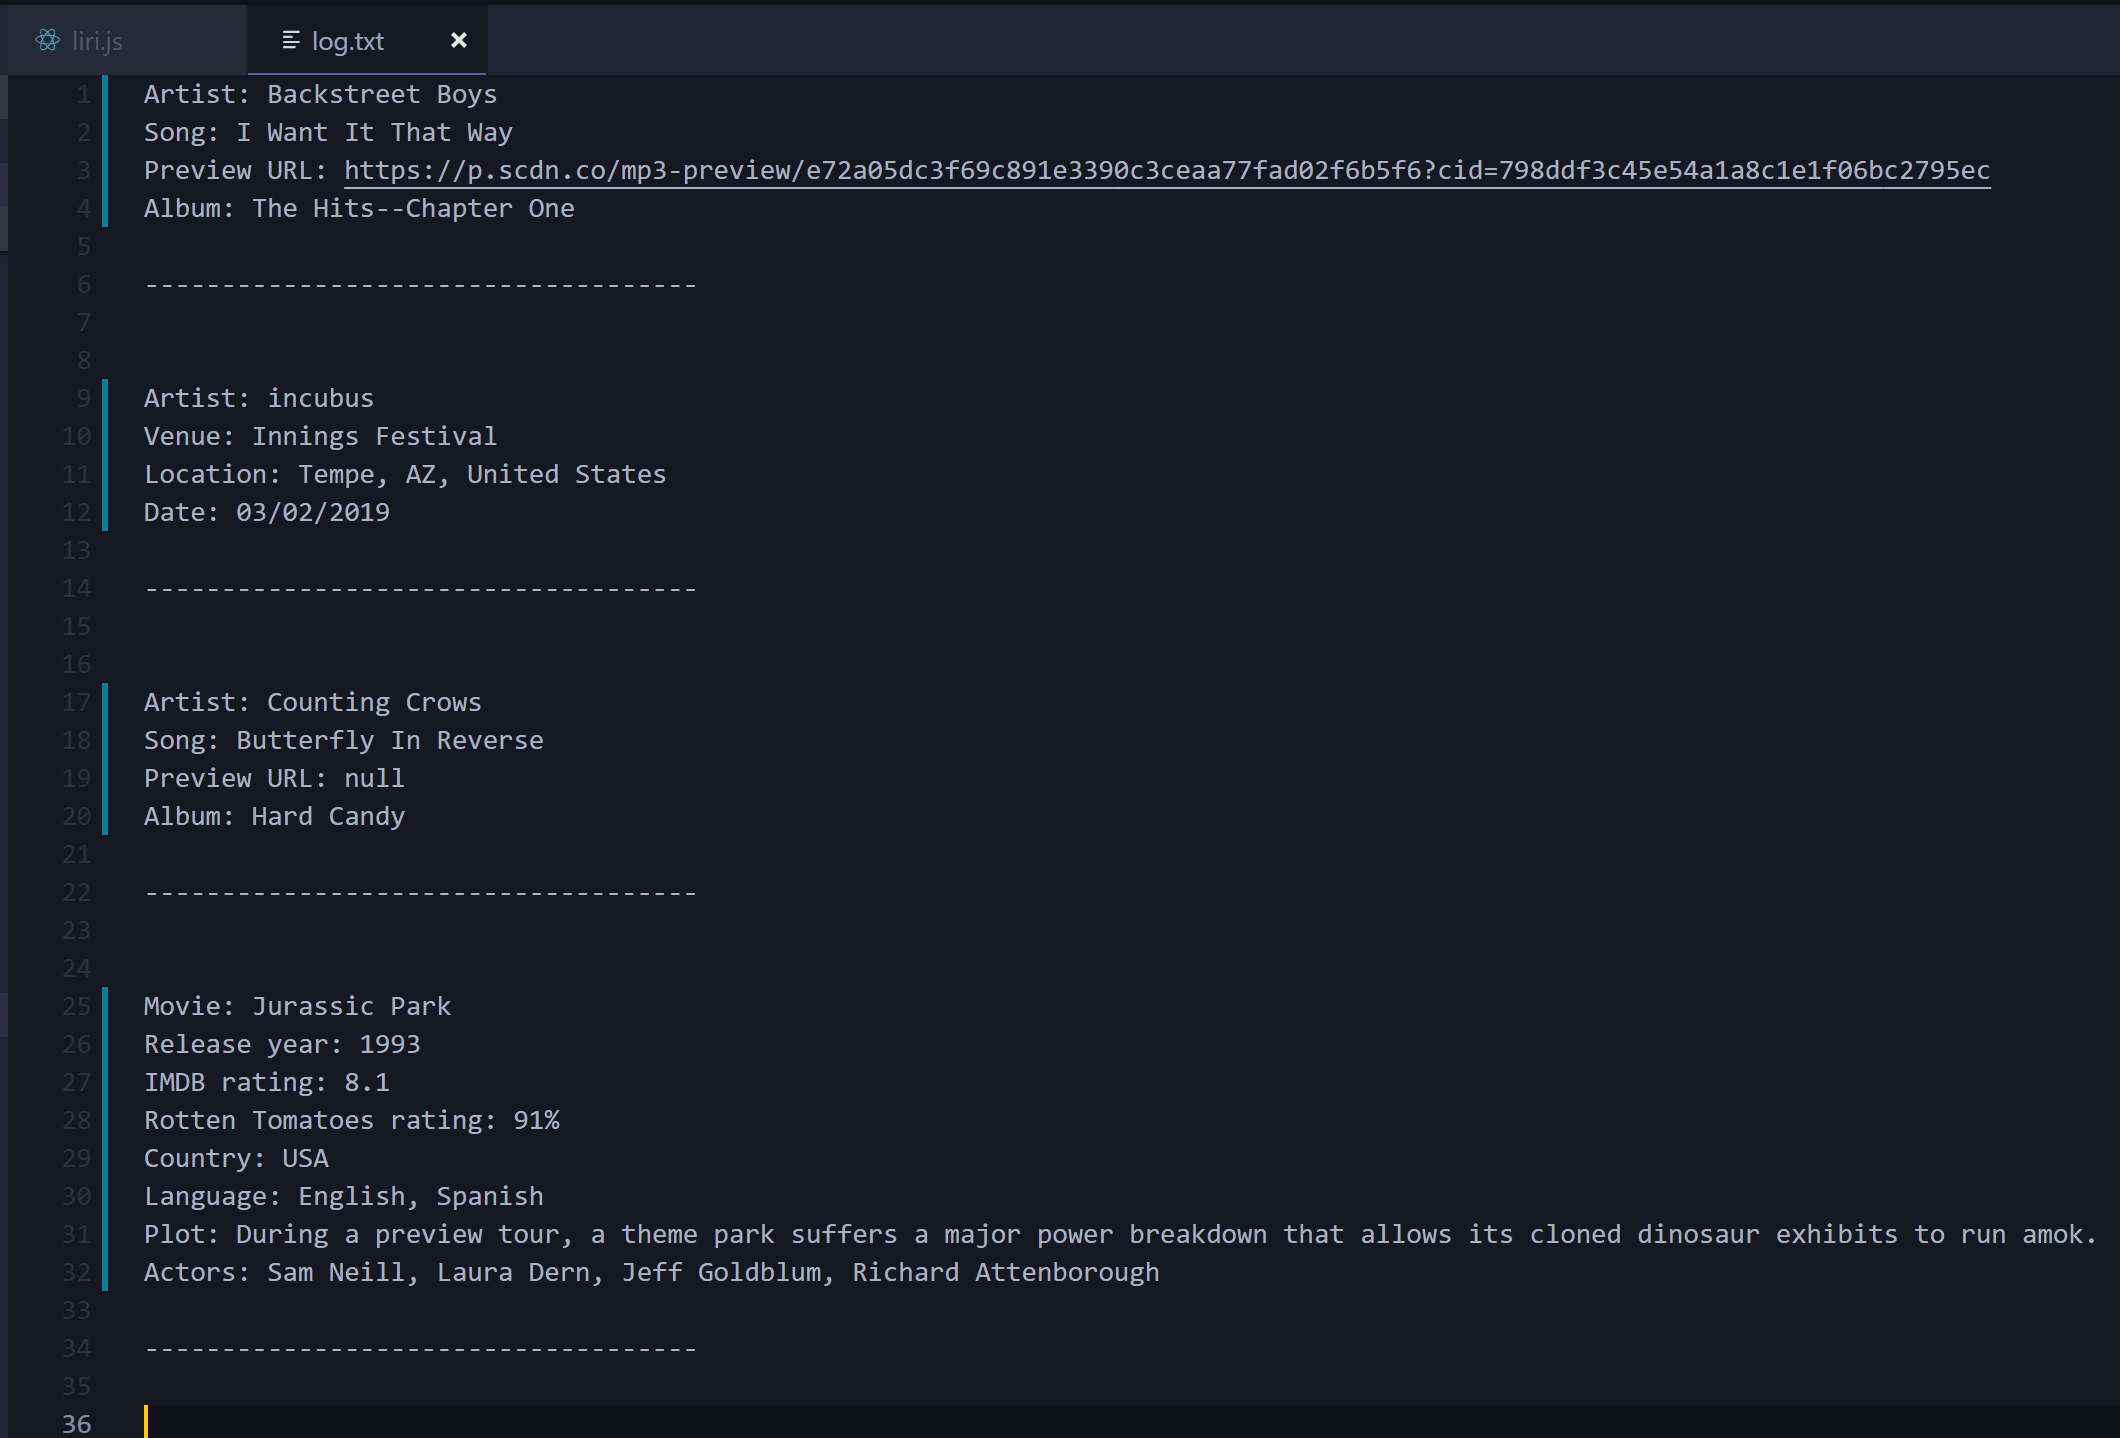 liri.js
log.txt
1 Artist: Backstreet Boys
2 Song: I Want It That Way
3 Preview URL: https://p.scdn.co/mp3-preview/e72a05dc3f69c891e3390c3ceaa77fad02f6b5f6?cid=798ddf3c45e54a1a8c1e1f06bc2795ec
4 Album: The Hits--Chapter One
5
6 ------------------------------------
7
8
9 Artist: incubus
10 Venue: Innings Festival
11 Location: Tempe, AZ, United States
12 Date: 03/02/2019
13
14 ------------------------------------
15
16
17 Artist: Counting Crows
18 Song: Butterfly In Reverse
19 Preview URL: null
20 Album: Hard Candy
21
22 ------------------------------------
23
24
25 Movie: Jurassic Park
26 Release year: 1993
27 IMDB rating: 8.1
28 Rotten Tomatoes rating: 91%
29 Country: USA
30 Language: English, Spanish
31 Plot: During a preview tour, a theme park suffers a major power breakdown that allows its cloned dinosaur exhibits to run amok.
32 Actors: Sam Neill, Laura Dern, Jeff Goldblum, Richard Attenborough
33
34 ------------------------------------
35
36